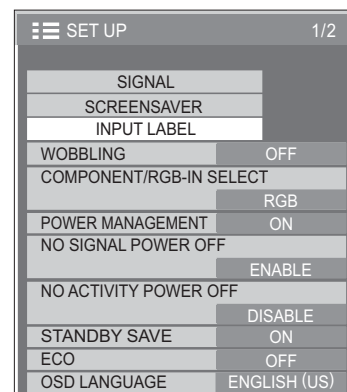 SET UP 1/2
SIGNAL
SCREENSAVER
INPUT LABEL
WOBBLING OFF
COMPONENT/RGB-IN SELECT
RGB
POWER MANAGEMENT ON
NO SIGNAL POWER OFF
ENABLE
NO ACTIVITY POWER OFF
DISABLE
STANDBY SAVE ON
ECO OFF
OSD LANGUAGE ENGLISH (US)